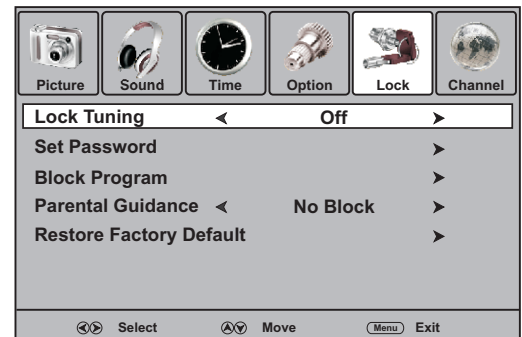 Picture Sound Time Option Lock Channel
Lock Tuning Off
Set Password
Block Program
Parental Guidance No Block
Restore Factory Default
Select Move Menu Exit